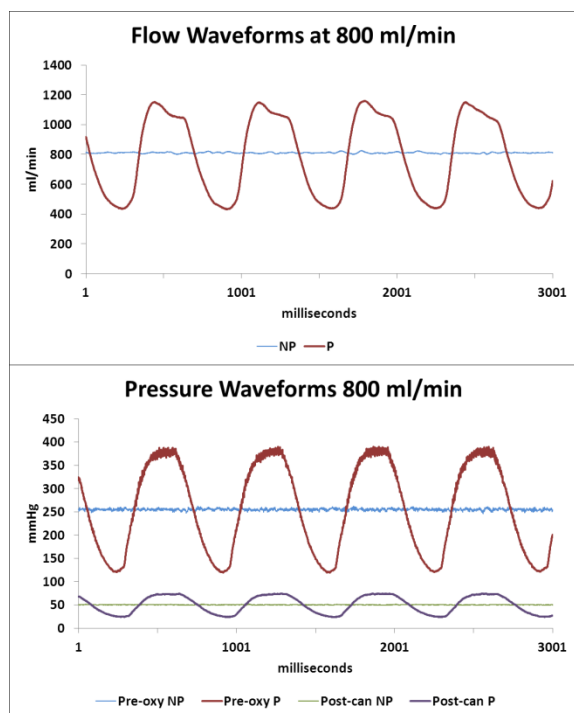 Flow Waveforms at 800 ml/min
1400
1200
1000
800
600
400
200
0
ml/min
1 1001 2001 3001
milliseconds
NP P
Pressure Waveforms 800 ml/min
450
400
350
300
250
200
150
100
50
0
mmHg
1 1001 2001 3001
milliseconds
Pre-oxy NP Pre-oxy P Post-can NP Post-can P